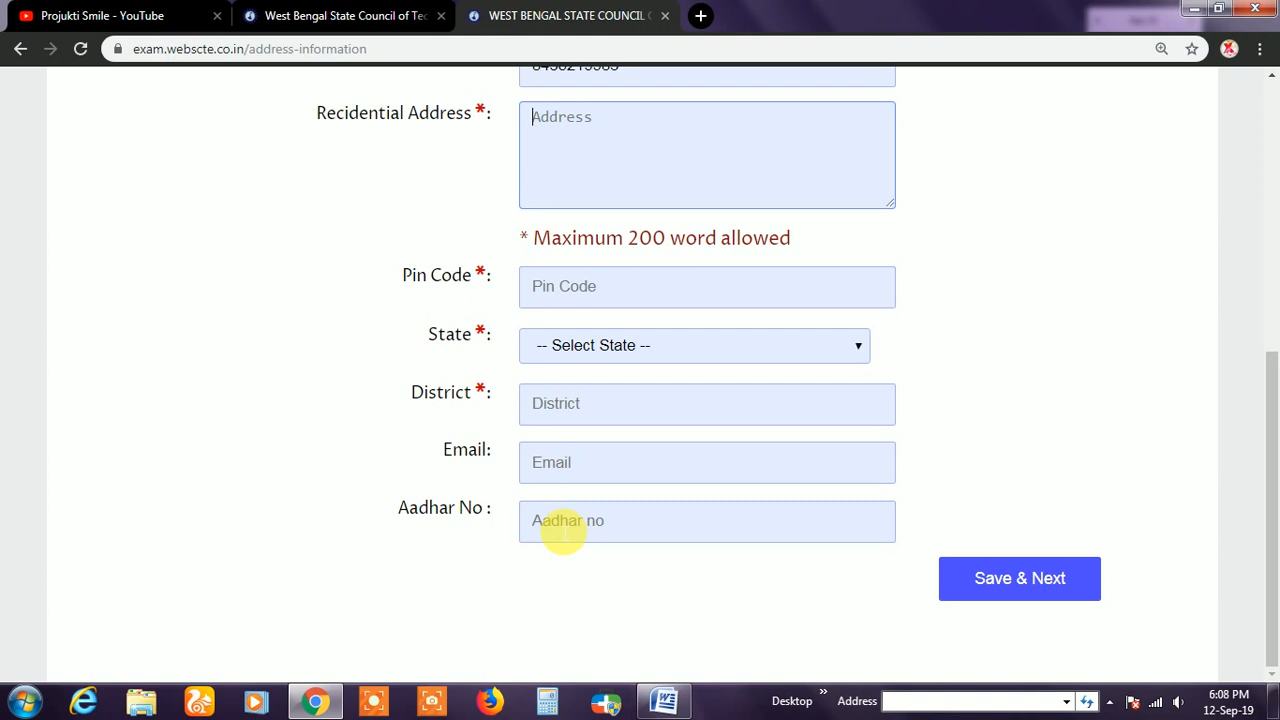 Projukti Smile - YouTube
West Bengal State Council of Tec
WEST BENGAL STATE COUNCIL O
exam.webscte.co.in/address-information
Recidential Address *:
Address
* Maximum 200 word allowed
Pin Code *:
Pin Code
State *:
-- Select State --
District *:
District
Email:
Email
Aadhar No :
Aadhar no
Save & Next
Desktop
Address
6:08 PM
12-Sep-19